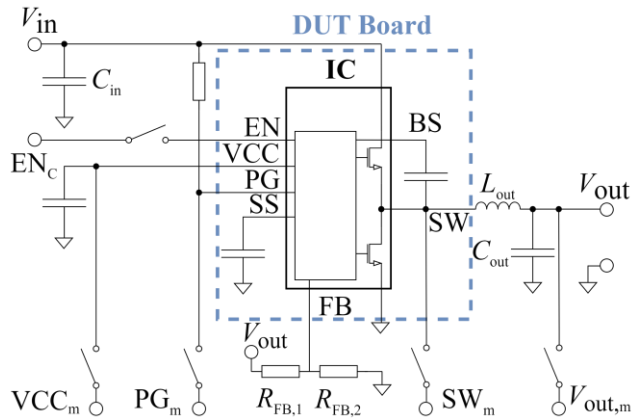 V_in
DUT Board
IC
C_in
EN
BS
EN_C
VCC
PG
SS
L_out
V_out
SW
C_out
FB
V_out
VCC_m
PG_m
R_FB,1
R_FB,2
SW_m
V_out,m